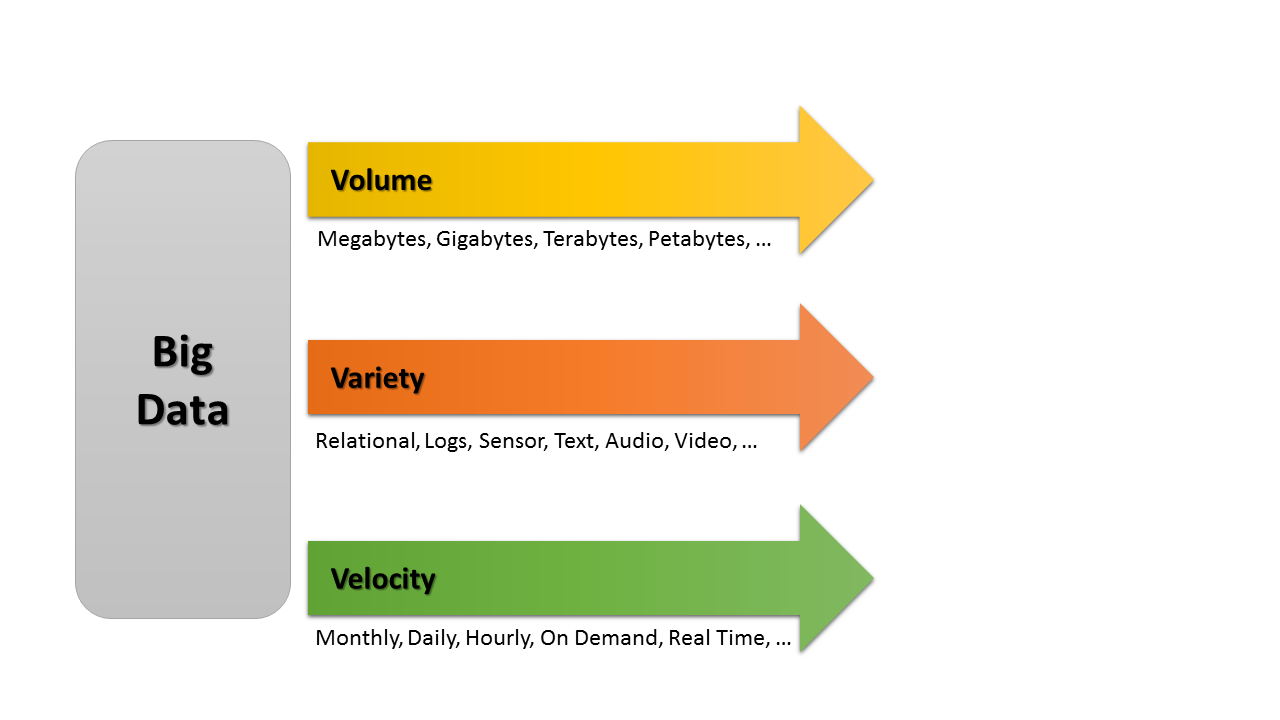 Big
Data
Volume
Megabytes, Gigabytes, Terabytes, Petabytes, ...
Variety
Relational, Logs, Sensor, Text, Audio, Video, ...
Velocity
Monthly, Daily, Hourly, On Demand, Real Time, ...